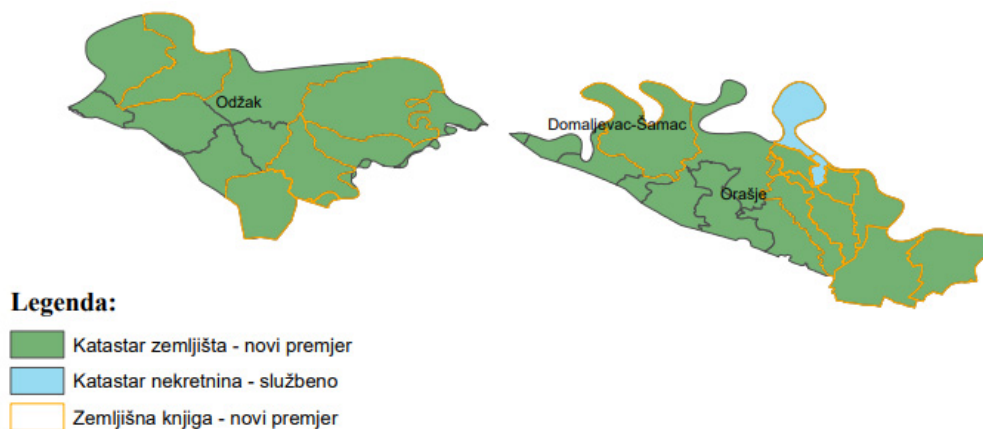 Odžak
Domaljevac-Šamac
Orašje
Legenda:
Katastar zemljišta - novi premjer
Katastar nekretnina - službeno
Zemljišna knjiga - novi premjer